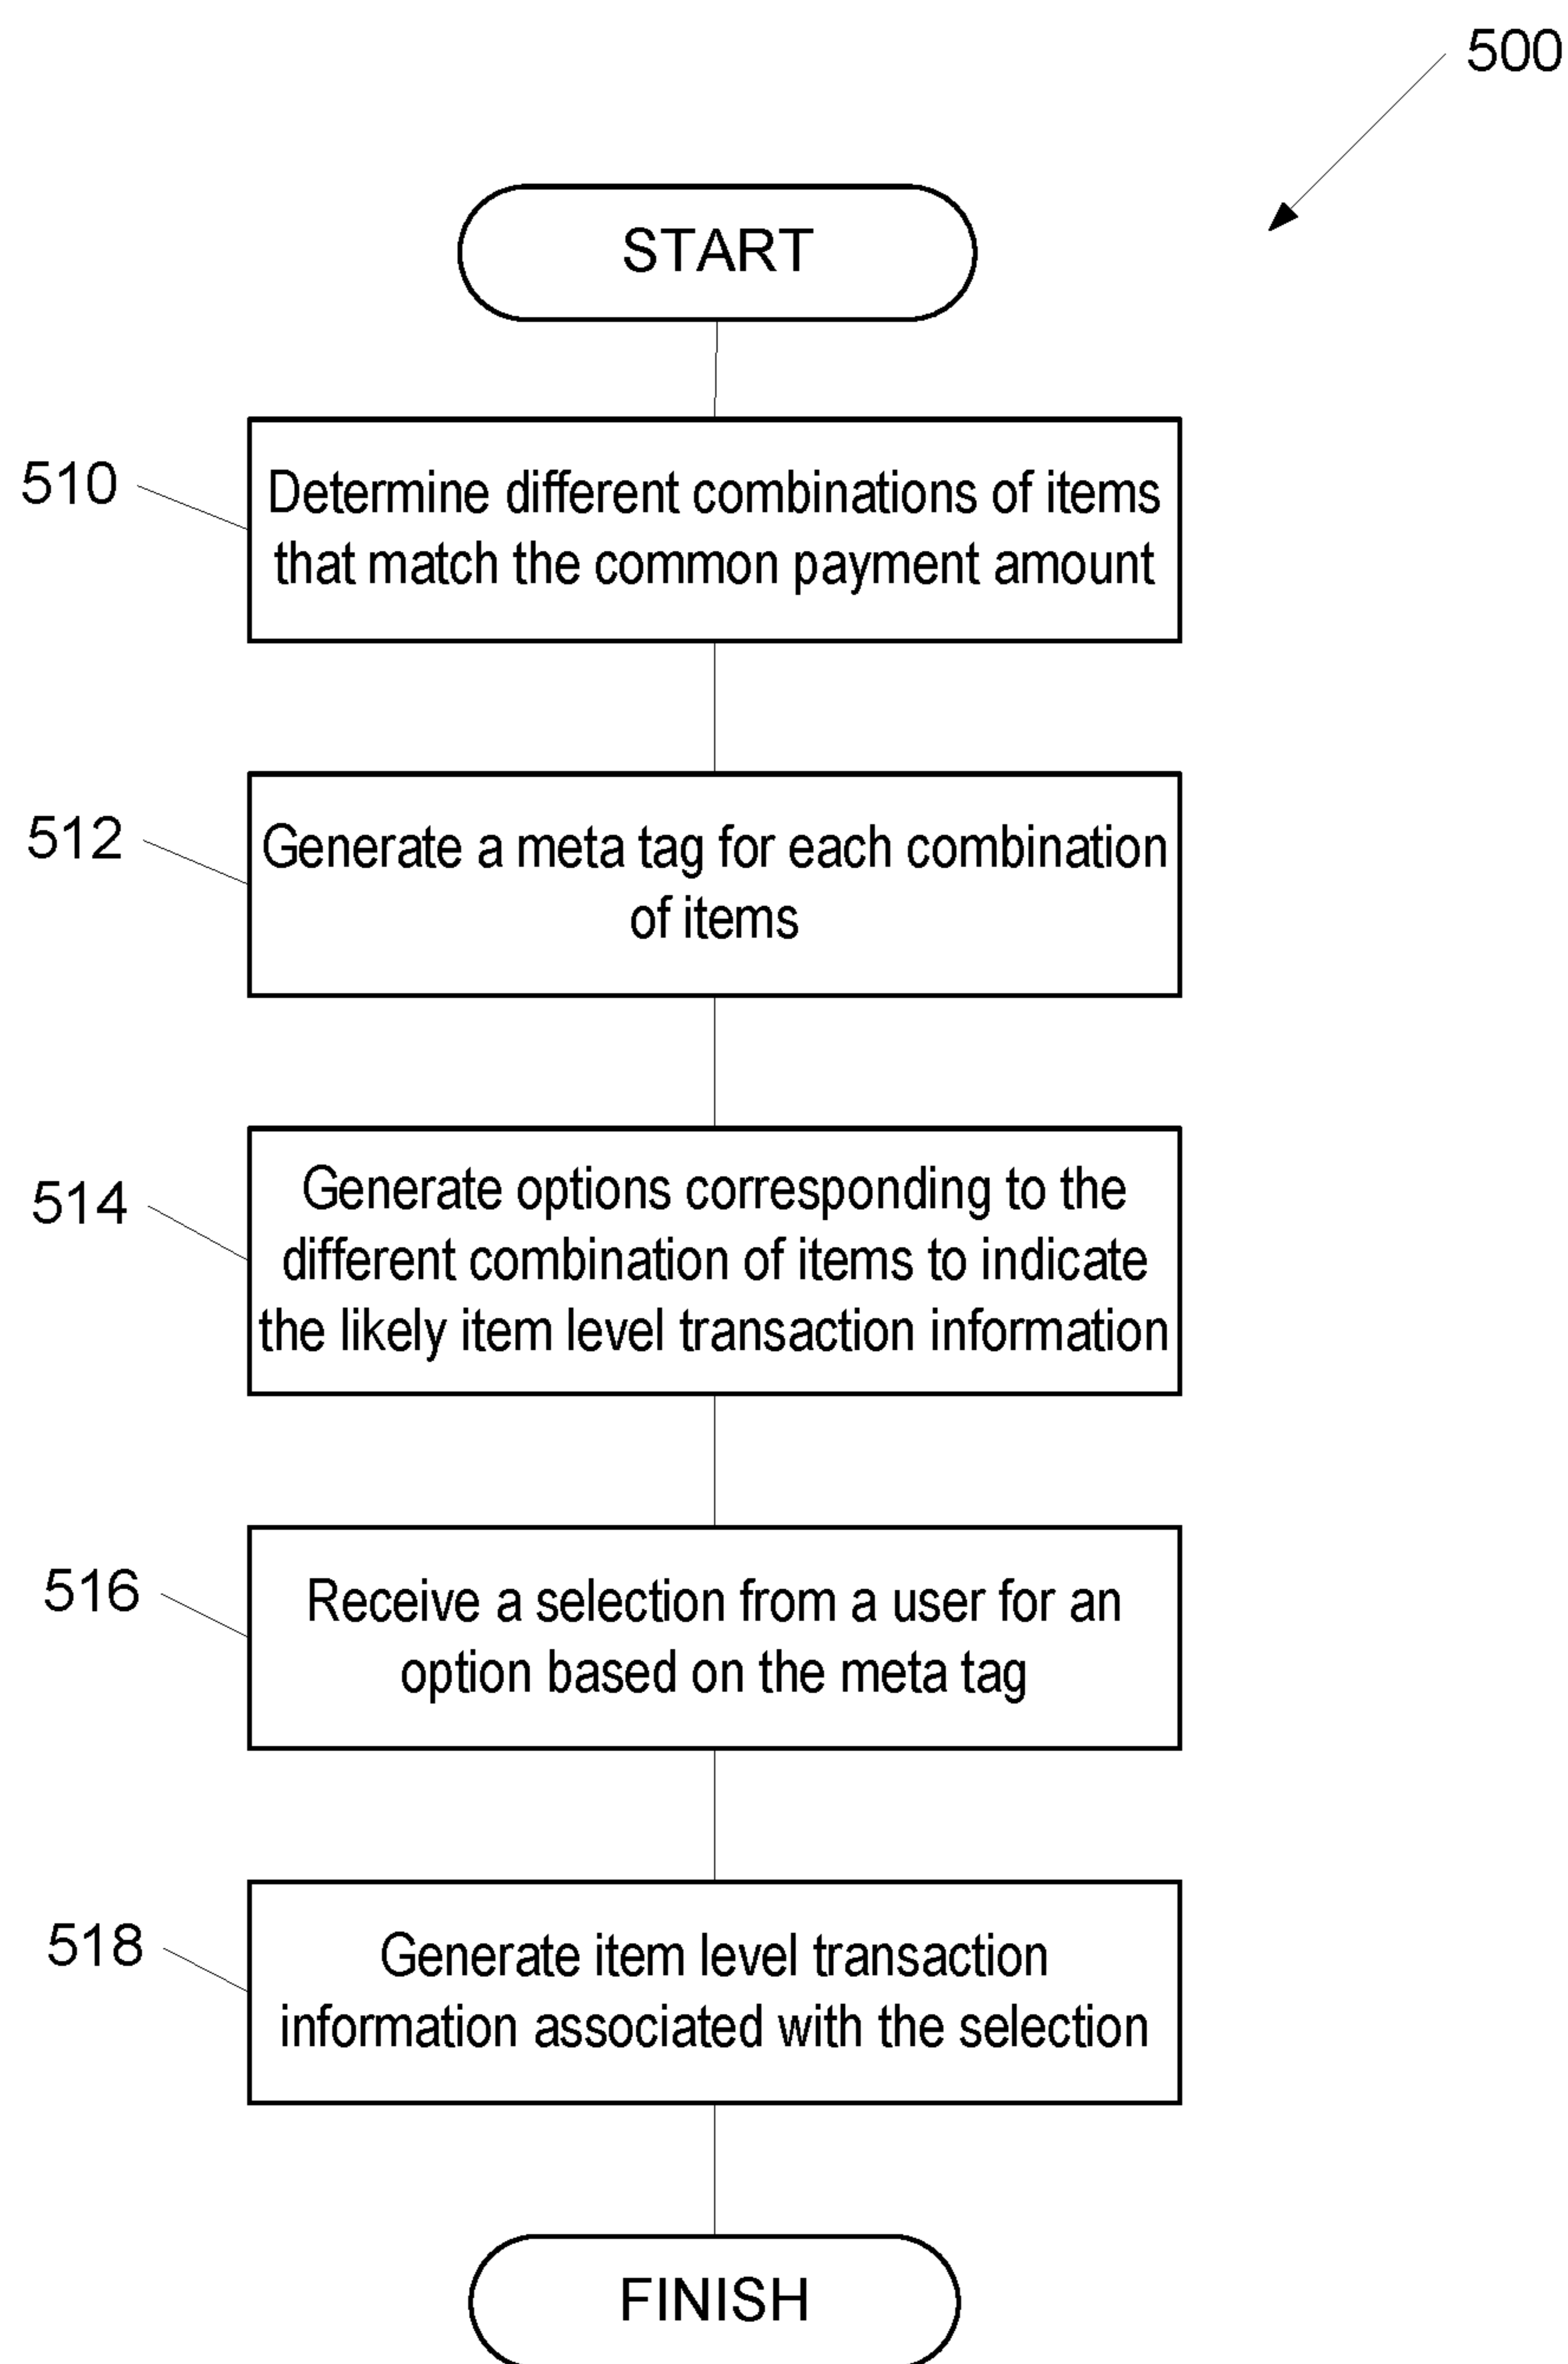 500
START
510
Determine different combinations of items
that match the common payment amount
512
Generate a meta tag for each combination
of items
514
Generate options corresponding to the
different combination of items to indicate
the likely item level transaction information
516
Receive a selection from a user for an
option based on the meta tag
518
Generate item level transaction
information associated with the selection
FINISH